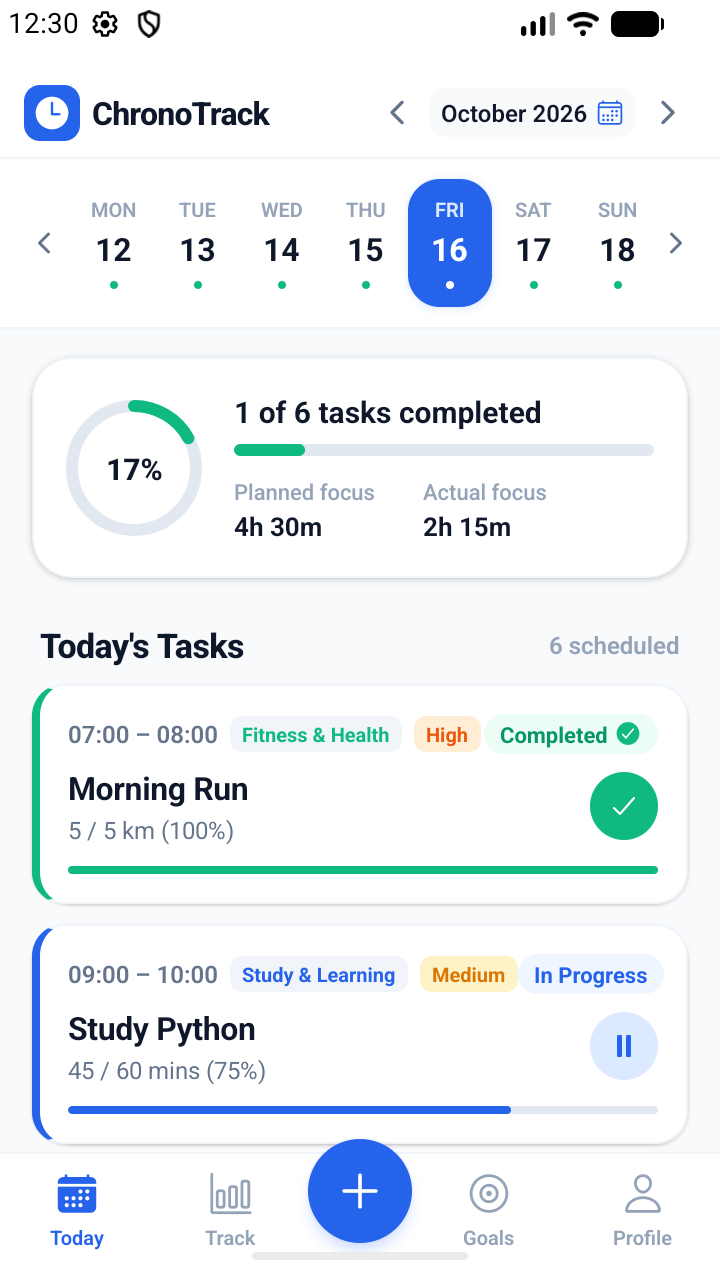 12:30
ChronoTrack
October 2026
MON TUE WED THU FRI SAT SUN
12 13 14 15 16 17 18
1 of 6 tasks completed
17%
Planned focus Actual focus
4h 30m 2h 15m
Today's Tasks 6 scheduled
07:00 – 08:00 Fitness & Health High Completed
Morning Run
5 / 5 km (100%)
09:00 – 10:00 Study & Learning Medium In Progress
Study Python
45 / 60 mins (75%)
Today Track Goals Profile